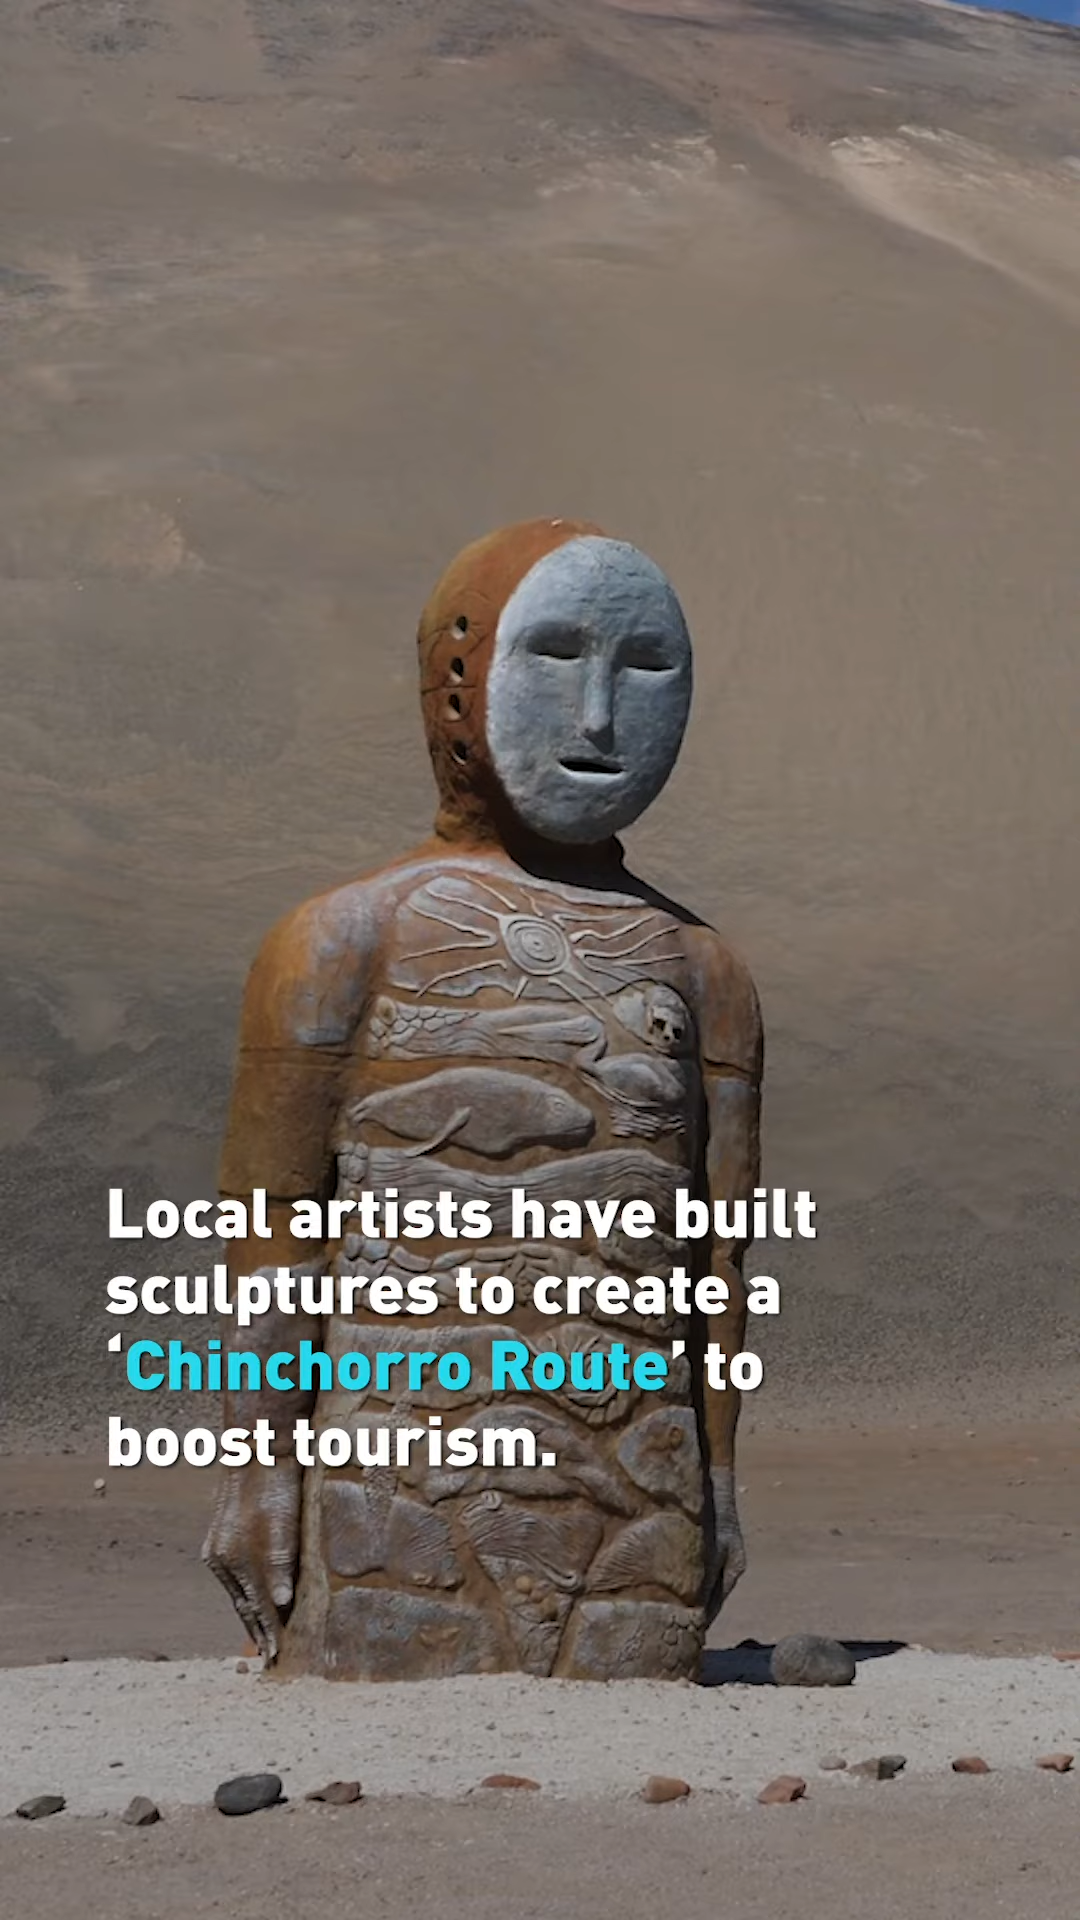 Local artists have built
sculptures to create a
‘Chinchorro Route’ to
boost tourism.